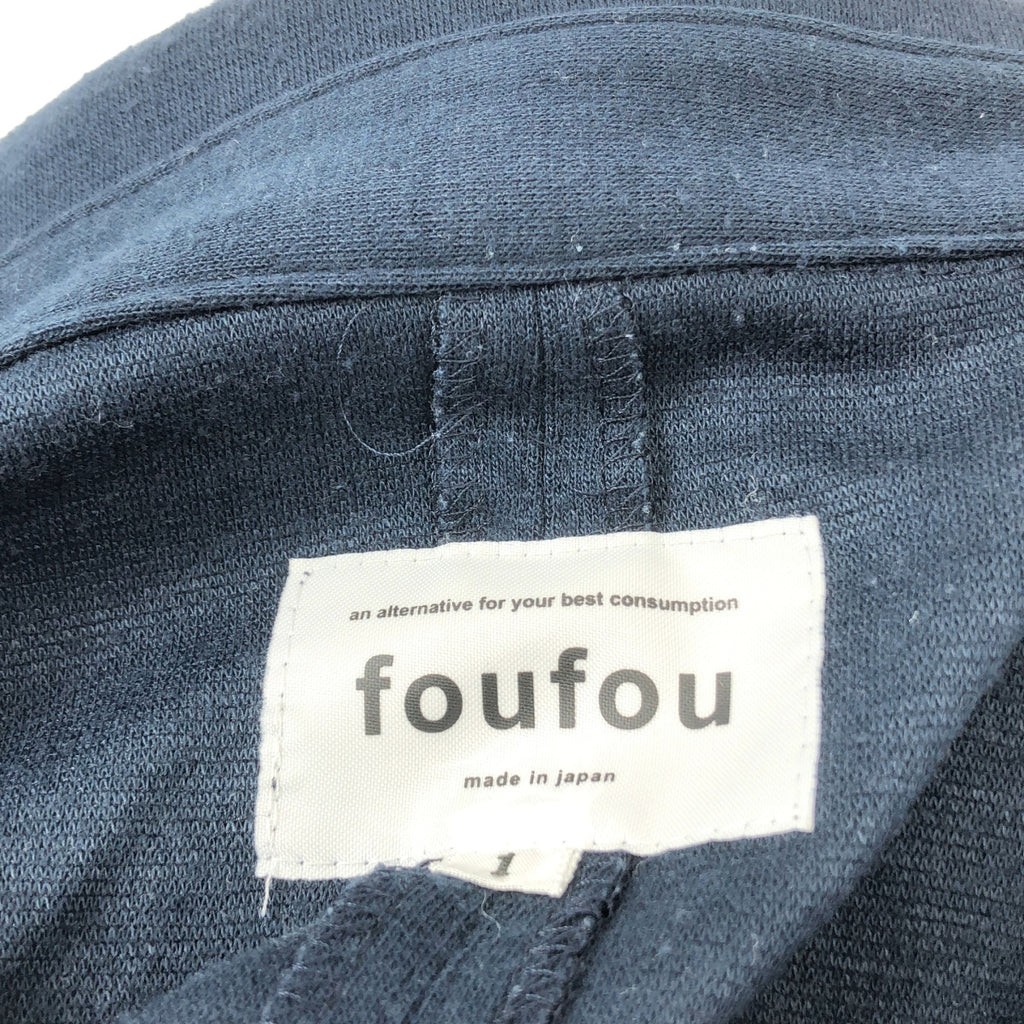 an alternative for your best consumption
foufou
made in japan
1